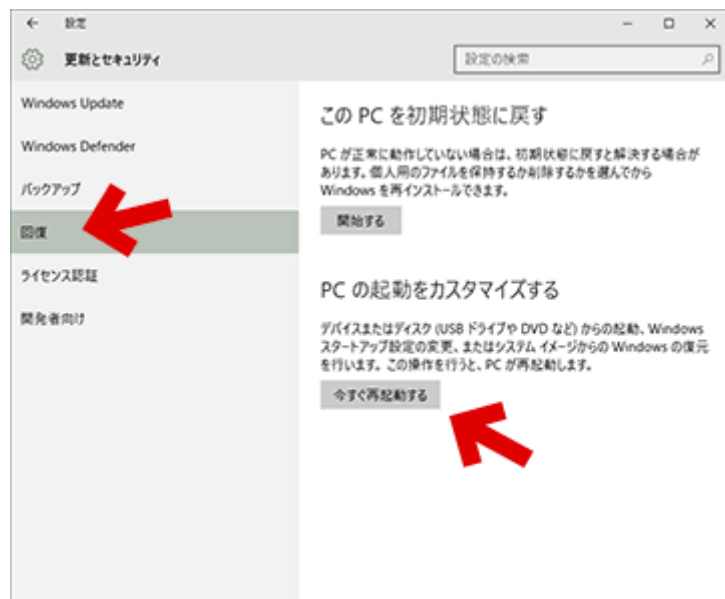 設定
更新とセキュリティ
設定の検索
Windows Update
Windows Defender
バックアップ
回復
ライセンス認証
開発者向け
この PC を初期状態に戻す
PC が正常に動作していない場合は、初期状態に戻すと解決する場合が
あります。個人用のファイルを保持するか削除するかを選んでから
Windows を再インストールできます。
開始する
PC の起動をカスタマイズする
デバイスまたはディスク (USB ドライブや DVD など) からの起動、Windows
スタートアップ設定の変更、またはシステム イメージからの Windows の復元
を行います。この操作を行うと、PC が再起動します。
今すぐ再起動する